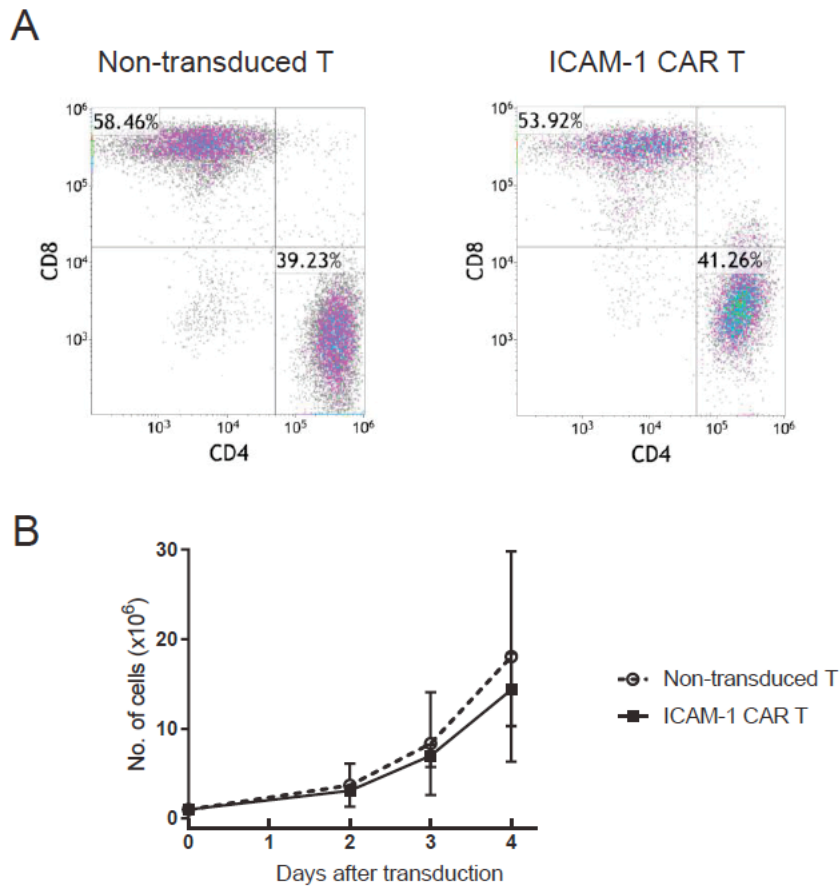 A
Non-transduced T
ICAM-1 CAR T
10⁶
58.46%
10⁵
CD8
10⁴
39.23%
10³
10³ 10⁴ 10⁵ 10⁶
CD4
10⁶
53.92%
10⁵
CD8
10⁴
41.26%
10³
10³ 10⁴ 10⁵ 10⁶
CD4
B
30
20
10
0
No. of cells (x10⁶)
0 1 2 3 4
Days after transduction
Non-transduced T
ICAM-1 CAR T